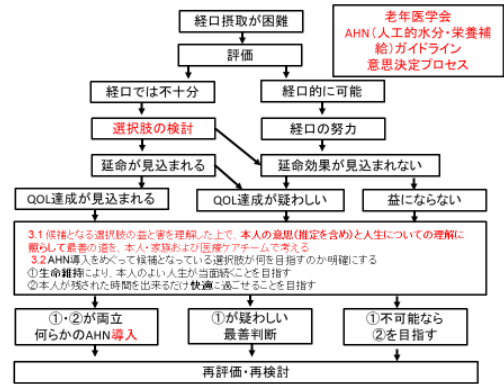 経口摂取が困難
老年医学会
AHN(人工的水分・栄養補
給)ガイドライン
意思決定プロセス
評価
経口では不十分
経口的に可能
選択肢の検討
経口の努力
延命が見込まれる
延命効果が見込まれない
QOL達成が見込まれる
QOL達成が疑わしい
益にならない
3.1 候補となる選択肢の益と害を理解した上で、本人の意思(推定を含め)と人生についての理解に
照らして最善の道を、本人・家族および医療ケアチームで考える
3.2 AHN導入をめぐって候補となっている選択肢が何を目指すのか明確にする
①生命維持により、本人のよい人生が当面続くことを目指す
②本人が残された時間を出来るだけ快適に過ごせることを目指す
①・②が両立
何らかのAHN導入
①が疑わしい
最善判断
①不可能なら
②を目指す
再評価・再検討